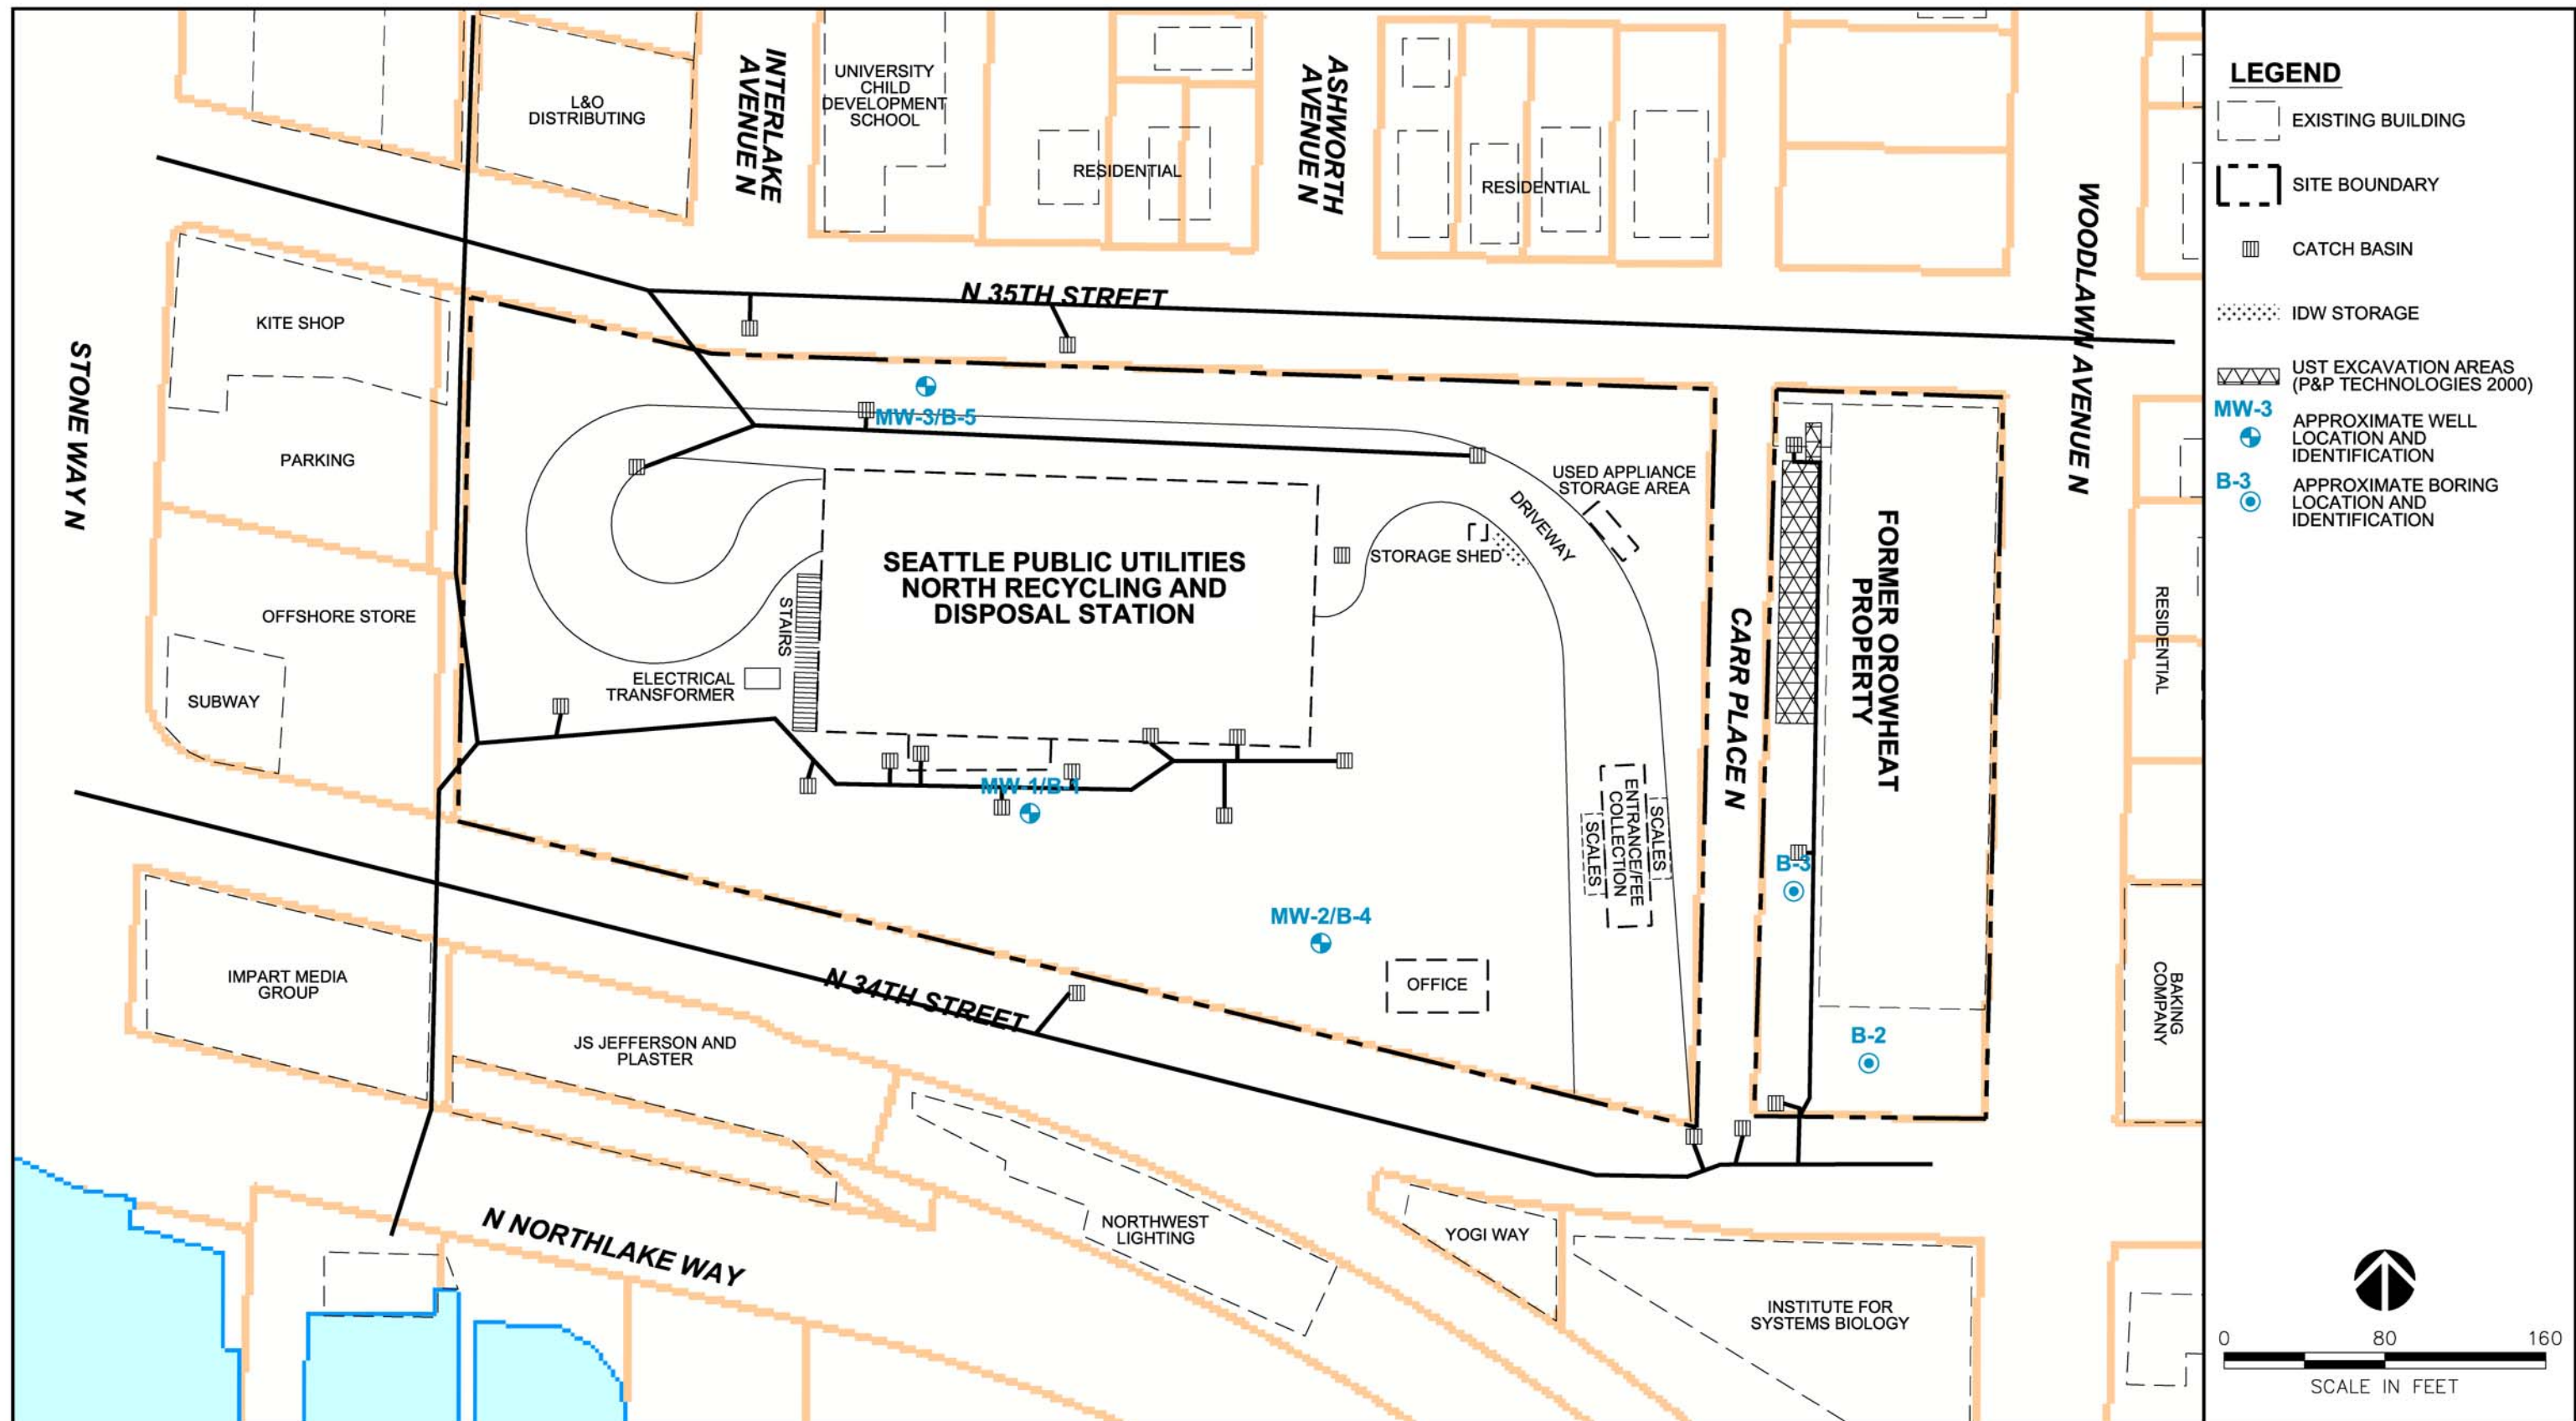 L&O
DISTRIBUTING
INTERLAKE
AVENUE N
UNIVERSITY
CHILD
DEVELOPMENT
SCHOOL
RESIDENTIAL
ASHWORTH
AVENUE N
RESIDENTIAL
WOODLAWN AVENUE N
N 35TH STREET
KITE SHOP
STONE WAY N
PARKING
OFFSHORE STORE
SUBWAY
MW-3/B-5
USED APPLIANCE
STORAGE AREA
DRIVEWAY
STORAGE SHED
SEATTLE PUBLIC UTILITIES
NORTH RECYCLING AND
DISPOSAL STATION
STAIRS
ELECTRICAL
TRANSFORMER
MW-1/B-1
CARR PLACE N
FORMER OROWHEAT
PROPERTY
RESIDENTIAL
SCALES
ENTRANCE/FEE
COLLECTION
SCALES
B-3
MW-2/B-4
OFFICE
B-2
BAKING
COMPANY
IMPART MEDIA
GROUP
N 34TH STREET
JS JEFFERSON AND
PLASTER
N NORTHLAKE WAY
NORTHWEST
LIGHTING
YOGI WAY
INSTITUTE FOR
SYSTEMS BIOLOGY
LEGEND
EXISTING BUILDING
SITE BOUNDARY
CATCH BASIN
IDW STORAGE
UST EXCAVATION AREAS
(P&P TECHNOLOGIES 2000)
MW-3
APPROXIMATE WELL
LOCATION AND
IDENTIFICATION
B-3
APPROXIMATE BORING
LOCATION AND
IDENTIFICATION
0 80 160
SCALE IN FEET